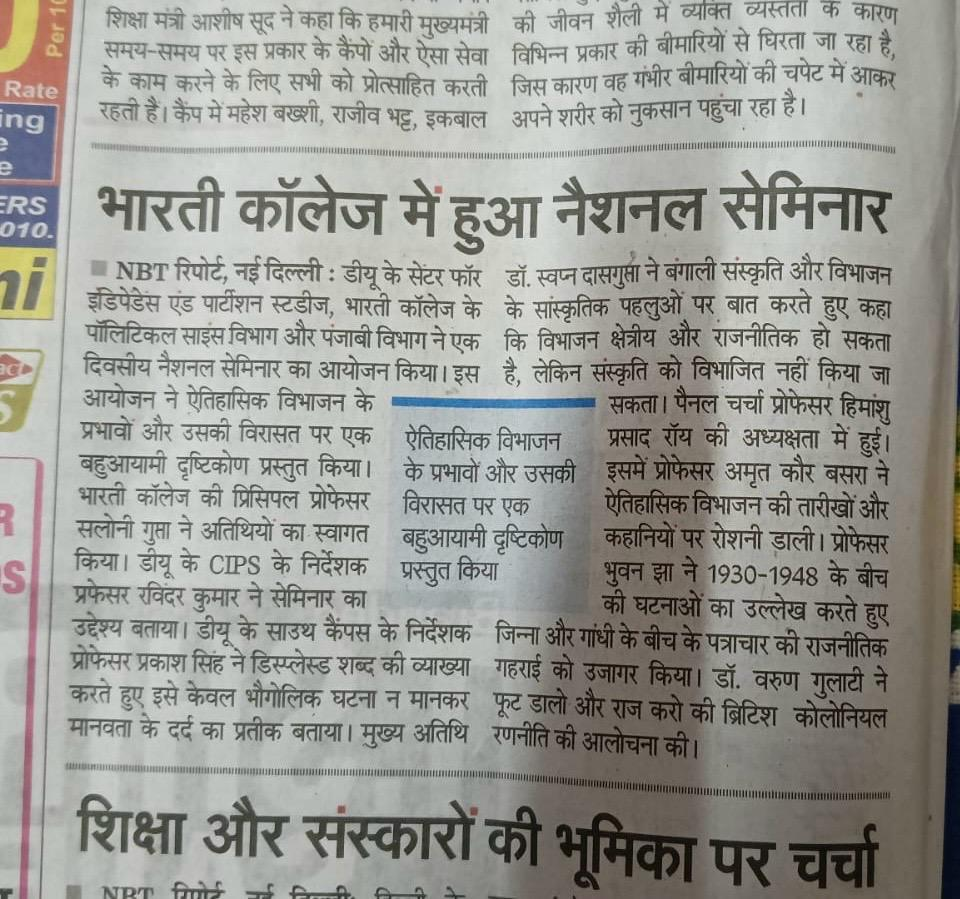 Per 10
Rate
ing
e
e
ERS
010.
ni
S
R
OS
शिक्षा मंत्री आशीष सूद ने कहा कि हमारी मुख्यमंत्री
समय-समय पर इस प्रकार के कैंपों और ऐसा सेवा
के काम करने के लिए सभी को प्रोत्साहित करती
रहती है। कैंप में महेश बख्शी, राजीव भट्ट, इकबाल
की जीवन शैली में व्यक्ति व्यस्तता के कारण
विभिन्न प्रकार की बीमारियों से घिरता जा रहा है,
जिस कारण वह गंभीर बीमारियों की चपेट में आकर
अपने शरीर को नुकसान पहुंचा रहा है।
भारती कॉलेज में हुआ नैशनल सेमिनार
NBT रिपोर्ट, नई दिल्ली : डीयू के सेंटर फॉर
इंडिपेंडेंस एंड पार्टीशन स्टडीज, भारती कॉलेज के
पॉलिटिकल साइंस विभाग और पंजाबी विभाग ने एक
दिवसीय नैशनल सेमिनार का आयोजन किया। इस
आयोजन ने ऐतिहासिक विभाजन के
प्रभावों और उसकी विरासत पर एक
बहुआयामी दृष्टिकोण प्रस्तुत किया।
भारती कॉलेज की प्रिंसिपल प्रोफेसर
सलोनी गुप्ता ने अतिथियों का स्वागत
किया। डीयू के CIPS के निर्देशक
प्रफेसर रविंदर कुमार ने सेमिनार का
उद्देश्य बताया। डीयू के साउथ कैंपस के निर्देशक
प्रोफेसर प्रकाश सिंह ने डिस्प्लेस्ड शब्द की व्याख्या
करते हुए इसे केवल भौगोलिक घटना न मानकर
मानवता के दर्द का प्रतीक बताया। मुख्य अतिथि
ऐतिहासिक विभाजन
के प्रभावों और उसकी
विरासत पर एक
बहुआयामी दृष्टिकोण
प्रस्तुत किया
डॉ. स्वप्न दासगुप्ता ने बंगाली संस्कृति और विभाजन
के सांस्कृतिक पहलुओं पर बात करते हुए कहा
कि विभाजन क्षेत्रीय और राजनीतिक हो सकता
है, लेकिन संस्कृति को विभाजित नहीं किया जा
सकता। पैनल चर्चा प्रोफेसर हिमांशु
प्रसाद रॉय की अध्यक्षता में हुई।
इसमें प्रोफेसर अमृत कौर बसरा ने
ऐतिहासिक विभाजन की तारीखों और
कहानियों पर रोशनी डाली। प्रोफेसर
भुवन झा ने 1930-1948 के बीच
की घटनाओं का उल्लेख करते हुए
जिन्ना और गांधी के बीच के पत्राचार की राजनीतिक
गहराई को उजागर किया। डॉ. वरुण गुलाटी ने
फूट डालो और राज करो की ब्रिटिश कोलोनियल
रणनीति की आलोचना की।
शिक्षा और संस्कारों की भूमिका पर चर्चा
NBT रिपोर्ट, नई दिल्ली: